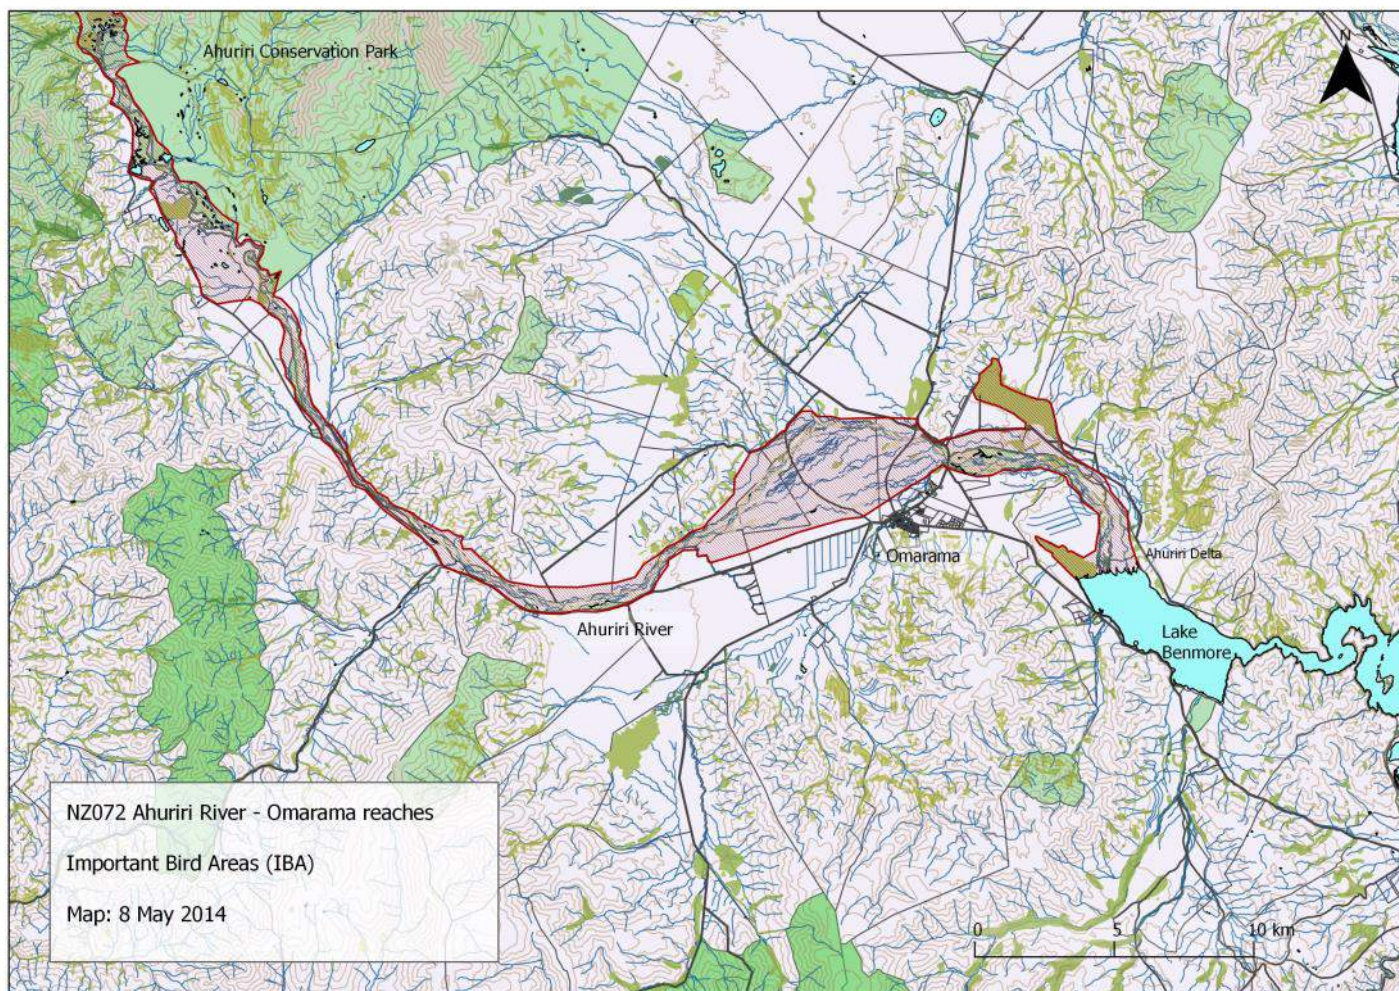 Ahuriri Conservation Park
N
Omarama
Ahuriri Delta
Ahuriri River
Lake
Benmore
NZ072 Ahuriri River - Omarama reaches
Important Bird Areas (IBA)
Map: 8 May 2014
0 5 10 km